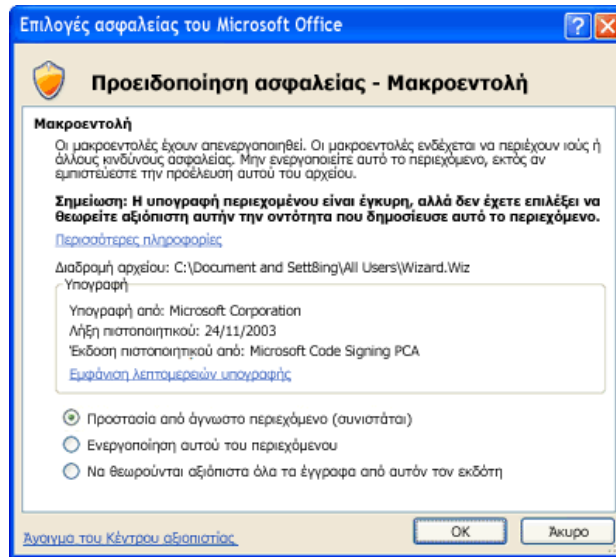 Επιλογές ασφαλείας του Microsoft Office
Προειδοποίηση ασφαλείας - Μακροεντολή
Μακροεντολή
Οι μακροεντολές έχουν απενεργοποιηθεί. Οι μακροεντολές ενδέχεται να περιέχουν ιούς ή
άλλους κινδύνους ασφαλείας. Μην ενεργοποιείτε αυτό το περιεχόμενο, εκτός αν
εμπιστεύεστε την προέλευση αυτού του αρχείου.
Σημείωση: Η υπογραφή περιεχομένου είναι έγκυρη, αλλά δεν έχετε επιλέξει να
θεωρείτε αξιόπιστη αυτήν την οντότητα που δημοσίευσε αυτό το περιεχόμενο.
Περισσότερες πληροφορίες
Διαδρομή αρχείου: C:\Document and Sett8ing\All Users\Wizard.Wiz
Υπογραφή
Υπογραφή από: Microsoft Corporation
Λήξη πιστοποιητικού: 24/11/2003
Έκδοση πιστοποιητικού από: Microsoft Code Signing PCA
Εμφάνιση λεπτομερειών υπογραφής
Προστασία από άγνωστο περιεχόμενο (συνιστάται)
Ενεργοποίηση αυτού του περιεχόμενου
Να θεωρούνται αξιόπιστα όλα τα έγγραφα από αυτόν τον εκδότη
Άνοιγμα του Κέντρου αξιοπιστίας
OK
Άκυρο